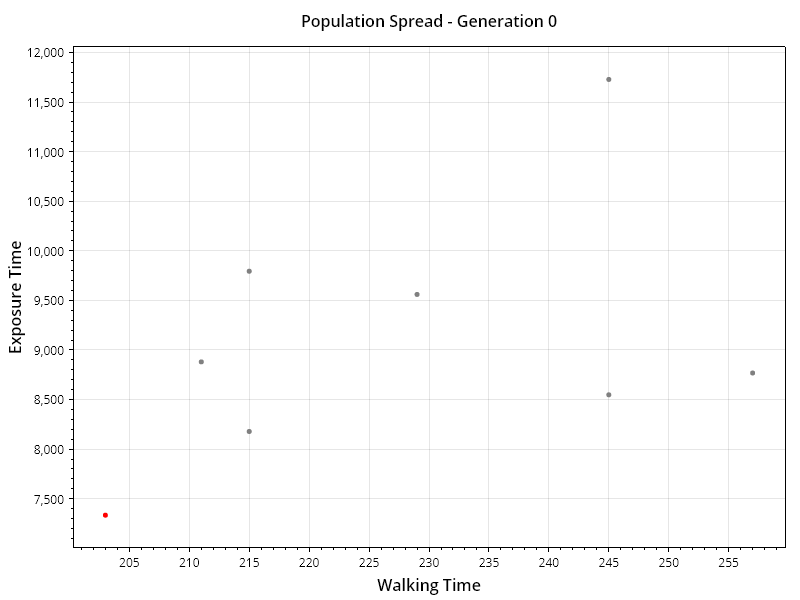 Population Spread - Generation 0
12,000
11,500
11,000
10,500
10,000
9,500
9,000
8,500
8,000
7,500
Exposure Time
205 210 215 220 225 230 235 240 245 250 255
Walking Time